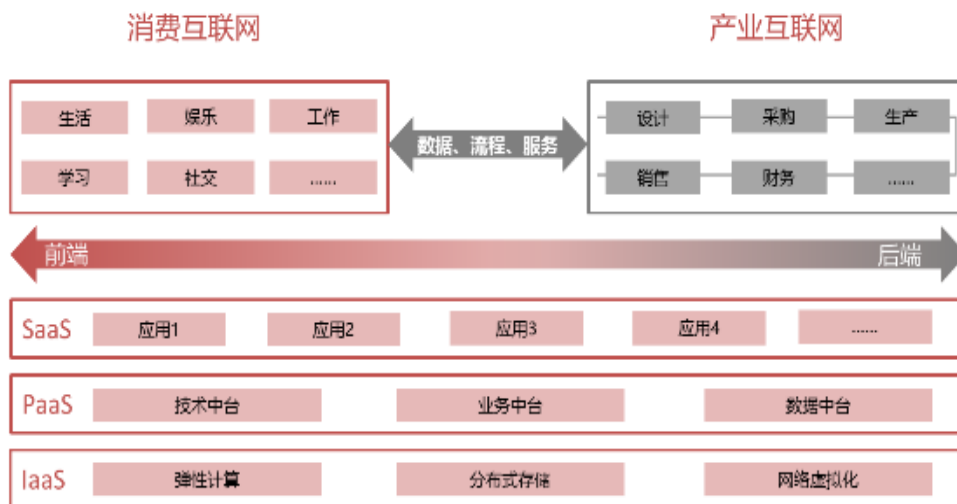 消费互联网 产业互联网
生活 娱乐 工作
学习 社交 ......
数据、流程、服务
设计 采购 生产
销售 财务 ......
前端 后端
SaaS 应用1 应用2 应用3 应用4 ......
PaaS 技术中台 业务中台 数据中台
IaaS 弹性计算 分布式存储 网络虚拟化